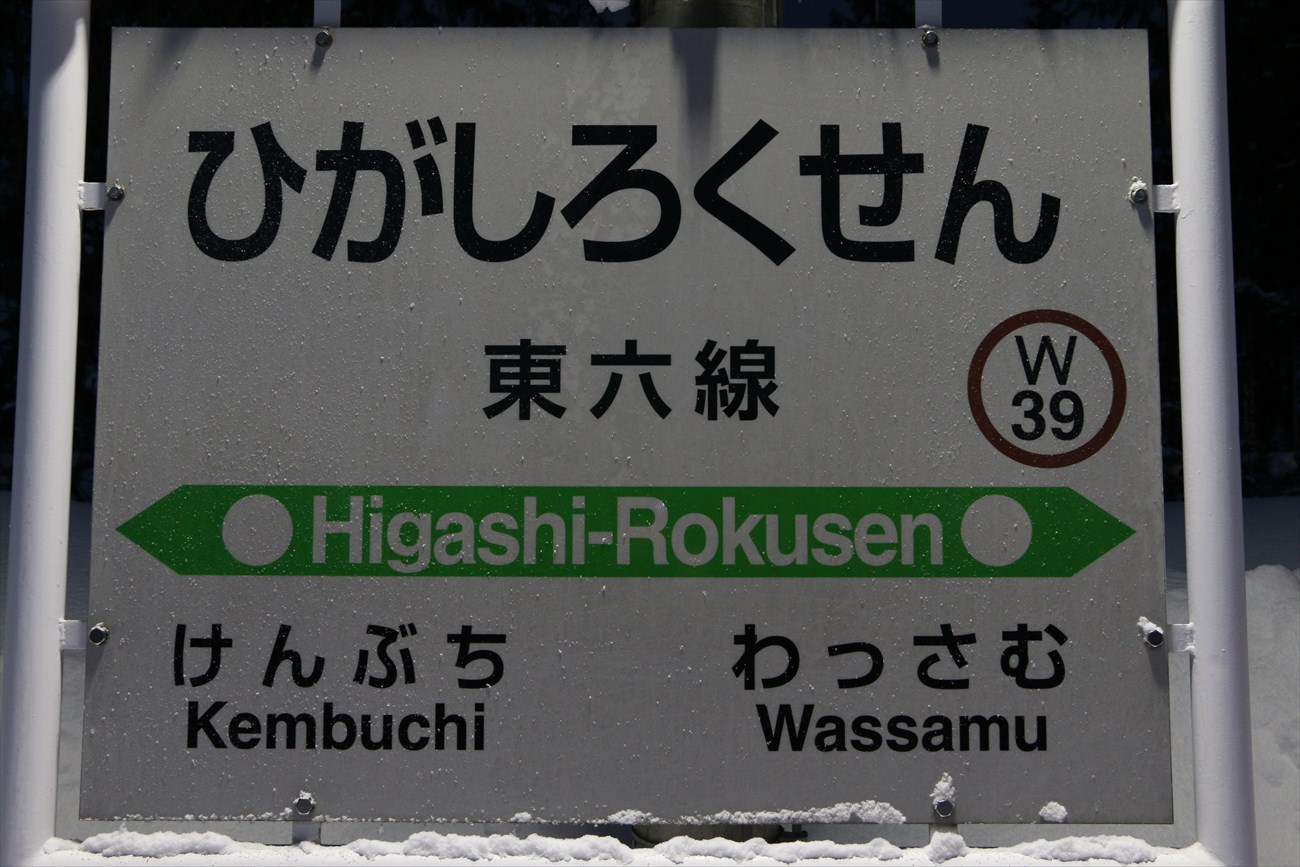 ひがしろくせん
東六線
W
39
Higashi-Rokusen
けんぶち わっさむ
Kembuchi Wassamu